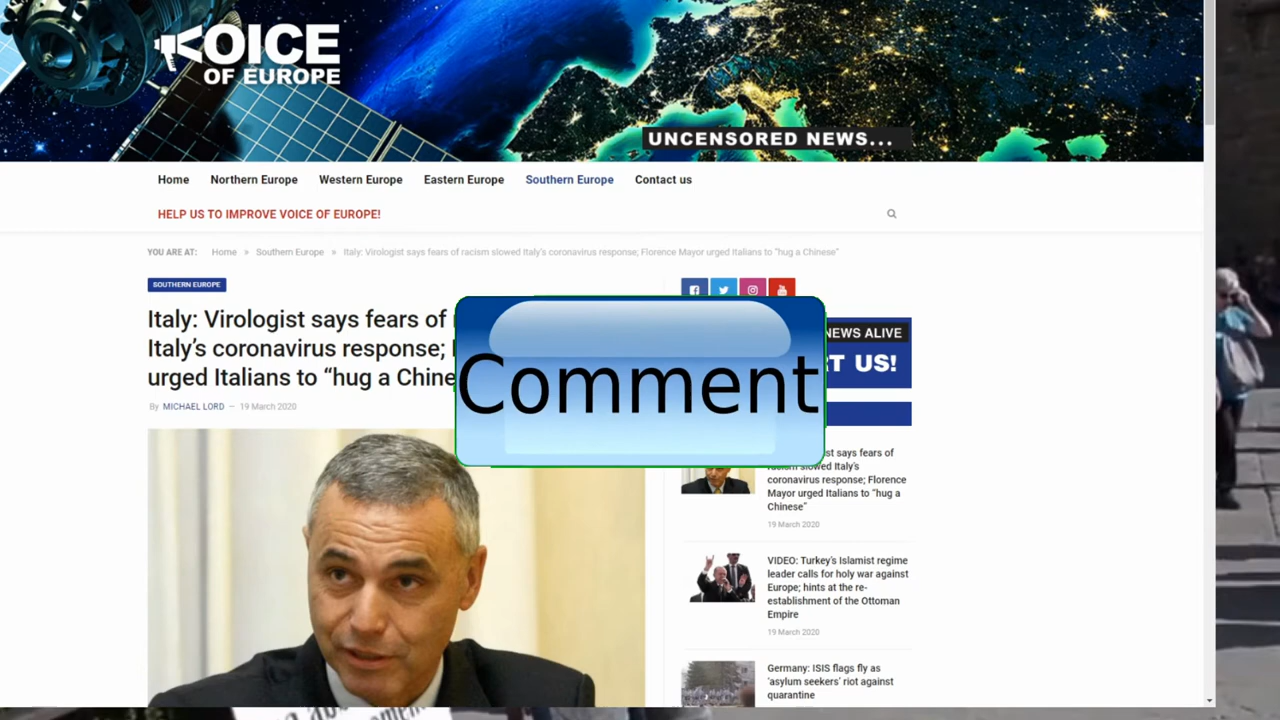 VOICE
OF EUROPE
UNCENSORED NEWS...
Home Northern Europe Western Europe Eastern Europe Southern Europe Contact us
HELP US TO IMPROVE VOICE OF EUROPE!
YOU ARE AT: Home » Southern Europe » Italy: Virologist says fears of racism slowed Italy's coronavirus response; Florence Mayor urged Italians to “hug a Chinese”
SOUTHERN EUROPE
Italy: Virologist says fears of
Italy’s coronavirus response;
urged Italians to “hug a Chine
By MICHAEL LORD — 19 March 2020
Comment
NEWS ALIVE
T US!
st says fears of
racism slowed Italy’s
coronavirus response; Florence
Mayor urged Italians to “hug a
Chinese”
19 March 2020
VIDEO: Turkey’s Islamist regime
leader calls for holy war against
Europe; hints at the re-
establishment of the Ottoman
Empire
19 March 2020
Germany: ISIS flags fly as
‘asylum seekers’ riot against
quarantine